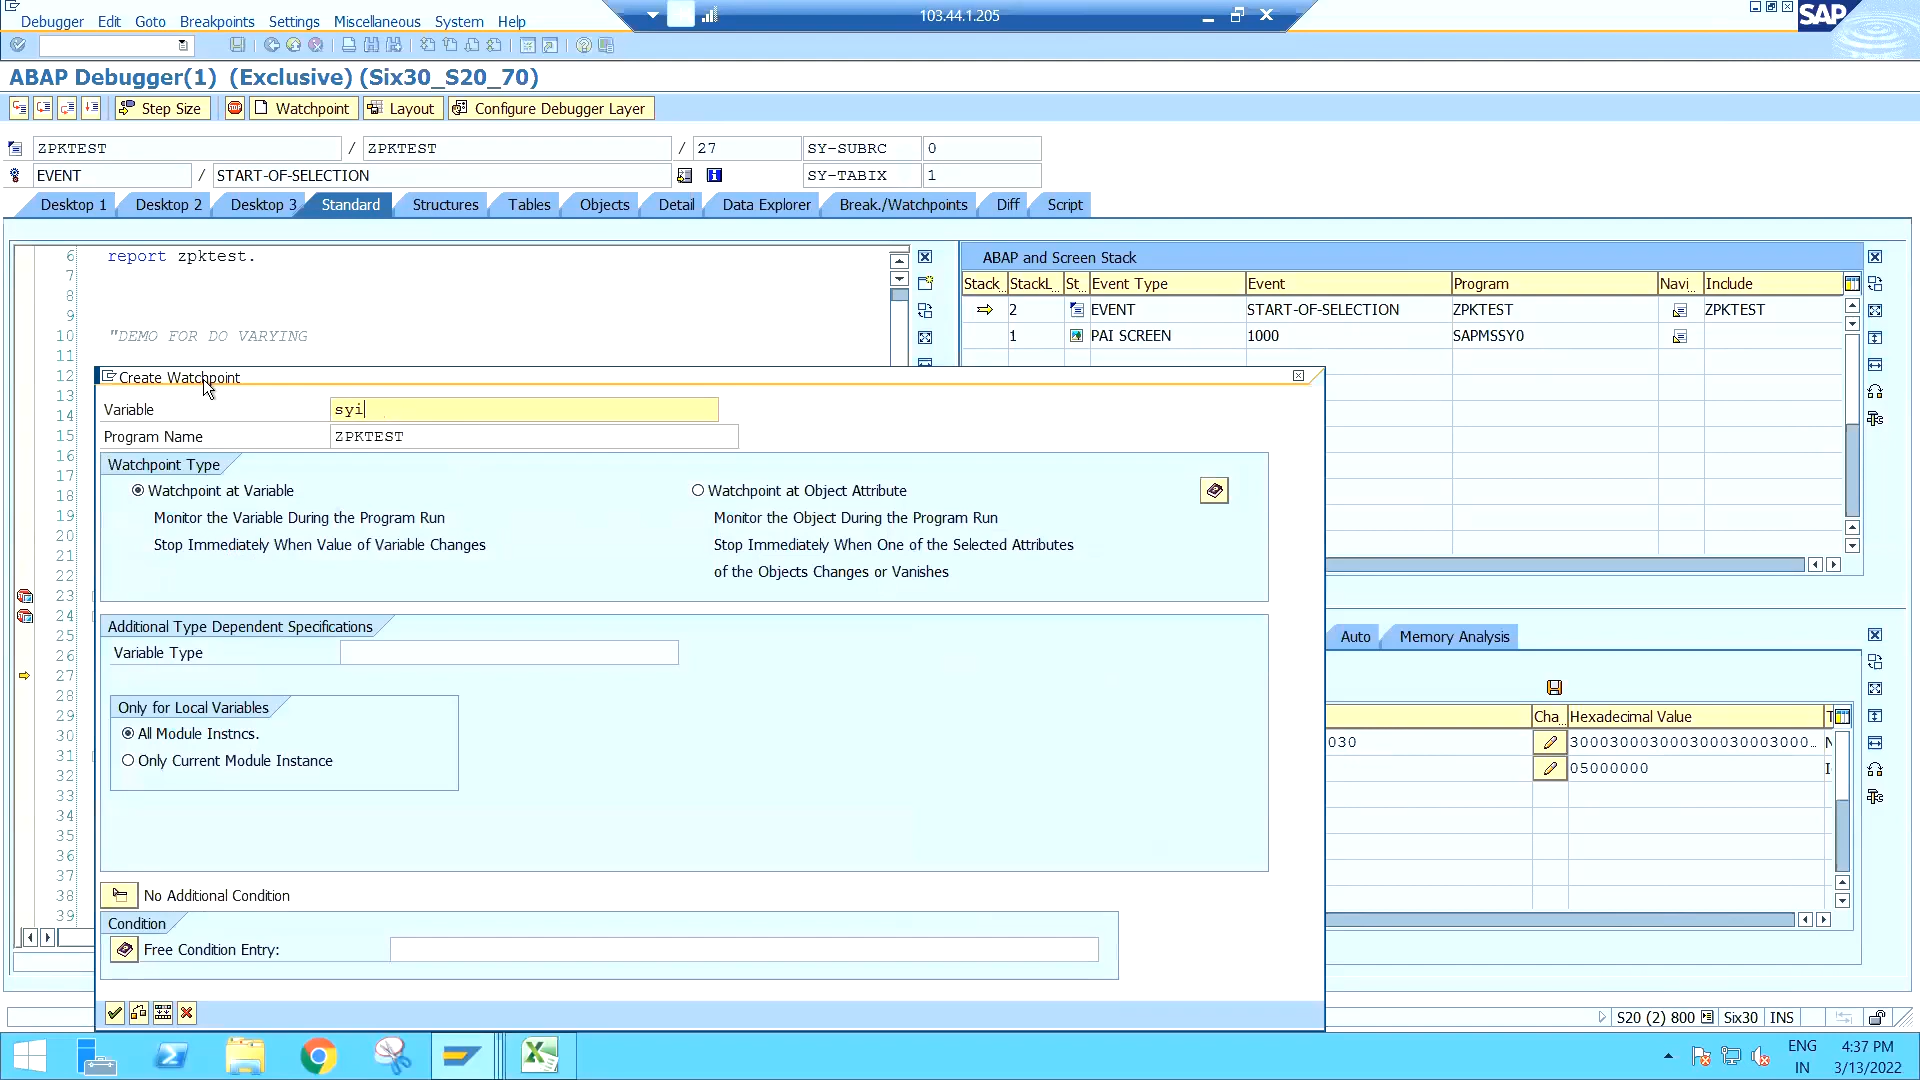 Debugger Edit Goto Breakpoints Settings Miscellaneous System Help
103.44.1.205
SAP
ABAP Debugger(1) (Exclusive) (Six30_S20_70)
Step Size Watchpoint Layout Configure Debugger Layer
ZPKTEST / ZPKTEST / 27 SY-SUBRC 0
EVENT / START-OF-SELECTION SY-TABIX 1
Desktop 1 Desktop 2 Desktop 3 Standard Structures Tables Objects Detail Data Explorer Break./Watchpoints Diff Script
6 report zpktest.
7
8
9
10 "DEMO FOR DO VARYING
11
12
13
14
15
16
17
18
19
20
21
22
23
24
25
26
27
28
29
30
31
32
33
34
35
36
37
38
39
ABAP and Screen Stack
Stack... StackL... St... Event Type Event Program Navi... Include
2 EVENT START-OF-SELECTION ZPKTEST ZPKTEST
1 PAI SCREEN 1000 SAPMSSY0
Create Watchpoint
Variable syi
Program Name ZPKTEST
Watchpoint Type
Watchpoint at Variable Watchpoint at Object Attribute
Monitor the Variable During the Program Run Monitor the Object During the Program Run
Stop Immediately When Value of Variable Changes Stop Immediately When One of the Selected Attributes
of the Objects Changes or Vanishes
Additional Type Dependent Specifications
Variable Type
Only for Local Variables
All Module Instncs.
Only Current Module Instance
No Additional Condition
Condition
Free Condition Entry:
Auto Memory Analysis
Cha... Hexadecimal Value T
030 300030003000300030003000... N
05000000 I
S20 (2) 800 Six30 INS
ENG 4:37 PM
IN 3/13/2022